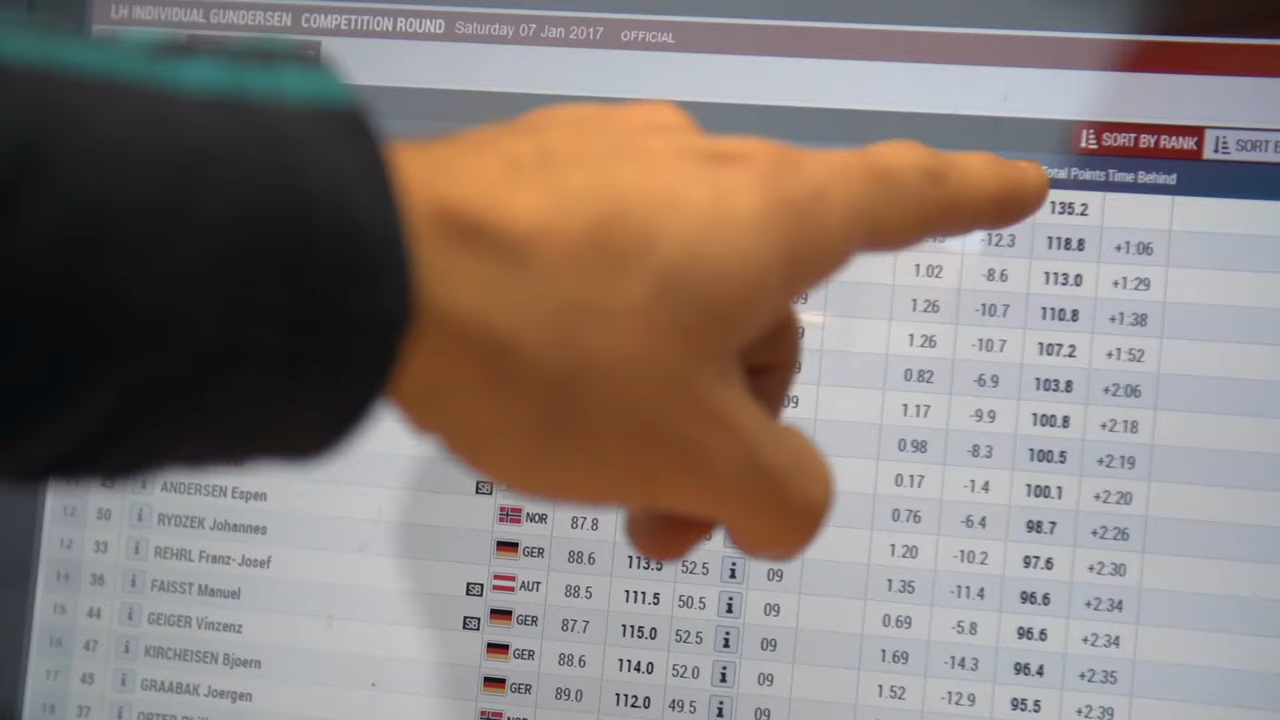 LH INDIVIDUAL GUNDERSEN COMPETITION ROUND Saturday 07 Jan 2017 OFFICIAL
SORT BY RANK SORT
Total Points Time Behind
135.2
-12.3 118.8 +1:06
1.02 -8.6 113.0 +1:29
09 1.26 -10.7 110.8 +1:38
1.26 -10.7 107.2 +1:52
0.82 -6.9 103.8 +2:06
09 1.17 -9.9 100.8 +2:18
0.98 -8.3 100.5 +2:19
0.17 -1.4 100.1 +2:20
SB 0.76 -6.4 98.7 +2:26
i ANDERSEN Espen NOR 87.8 1.20 -10.2 97.6 +2:30
12 50 i RYDZEK Johannes GER 88.6 113.5 52.5 i 09 1.35 -11.4 96.6 +2:34
12 33 i REHRL Franz-Josef SB AUT 88.5 111.5 50.5 i 09 0.69 -5.8 96.6 +2:34
14 36 i FAISST Manuel SB GER 87.7 115.0 52.5 i 09 1.69 -14.3 96.4 +2:35
15 44 i GEIGER Vinzenz GER 88.6 114.0 52.0 i 09 1.52 -12.9 95.5 +2:39
16 47 i KIRCHEISEN Bjoern GER 89.0 112.0 49.5 i 09
17 45 i GRAABAK Joergen
18 37